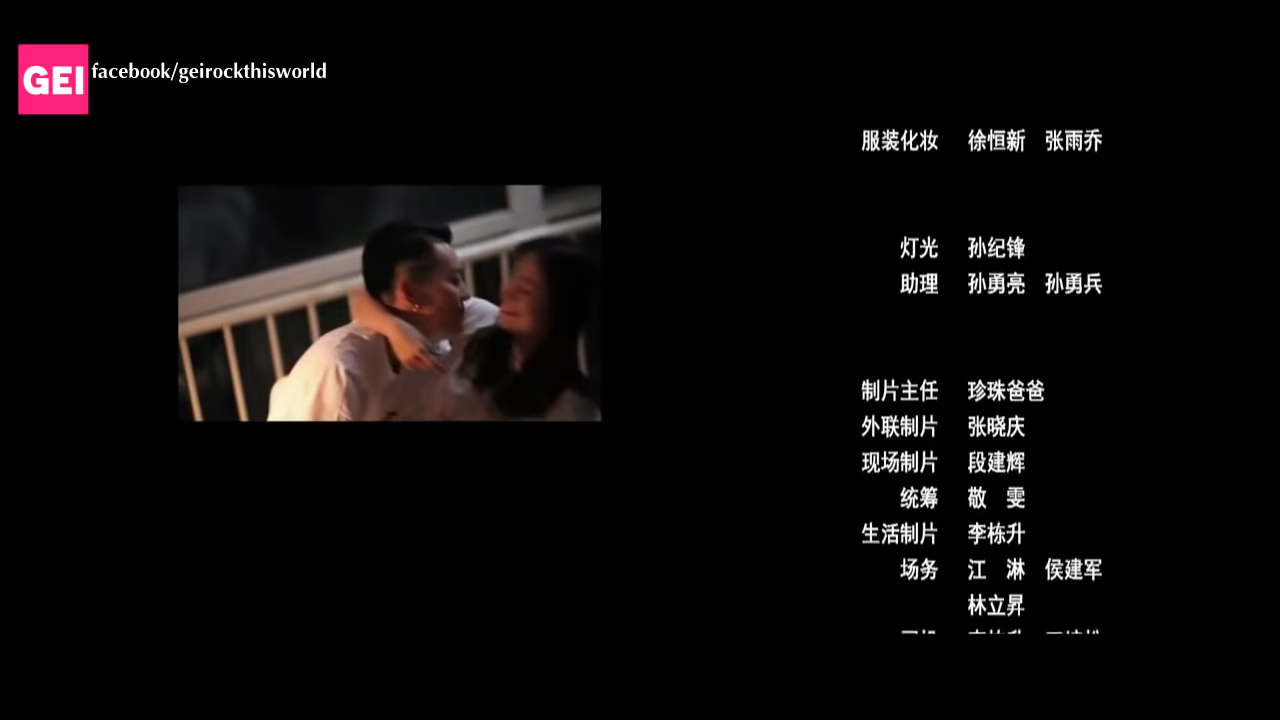 GEI facebook/geirockthisworld
服装化妆 徐恒新 张雨乔
灯光 孙纪锋
助理 孙勇亮 孙勇兵
制片主任 珍珠爸爸
外联制片 张晓庆
现场制片 段建辉
统筹 敬 雯
生活制片 李栋升
场务 江 淋 侯建军
林立昇